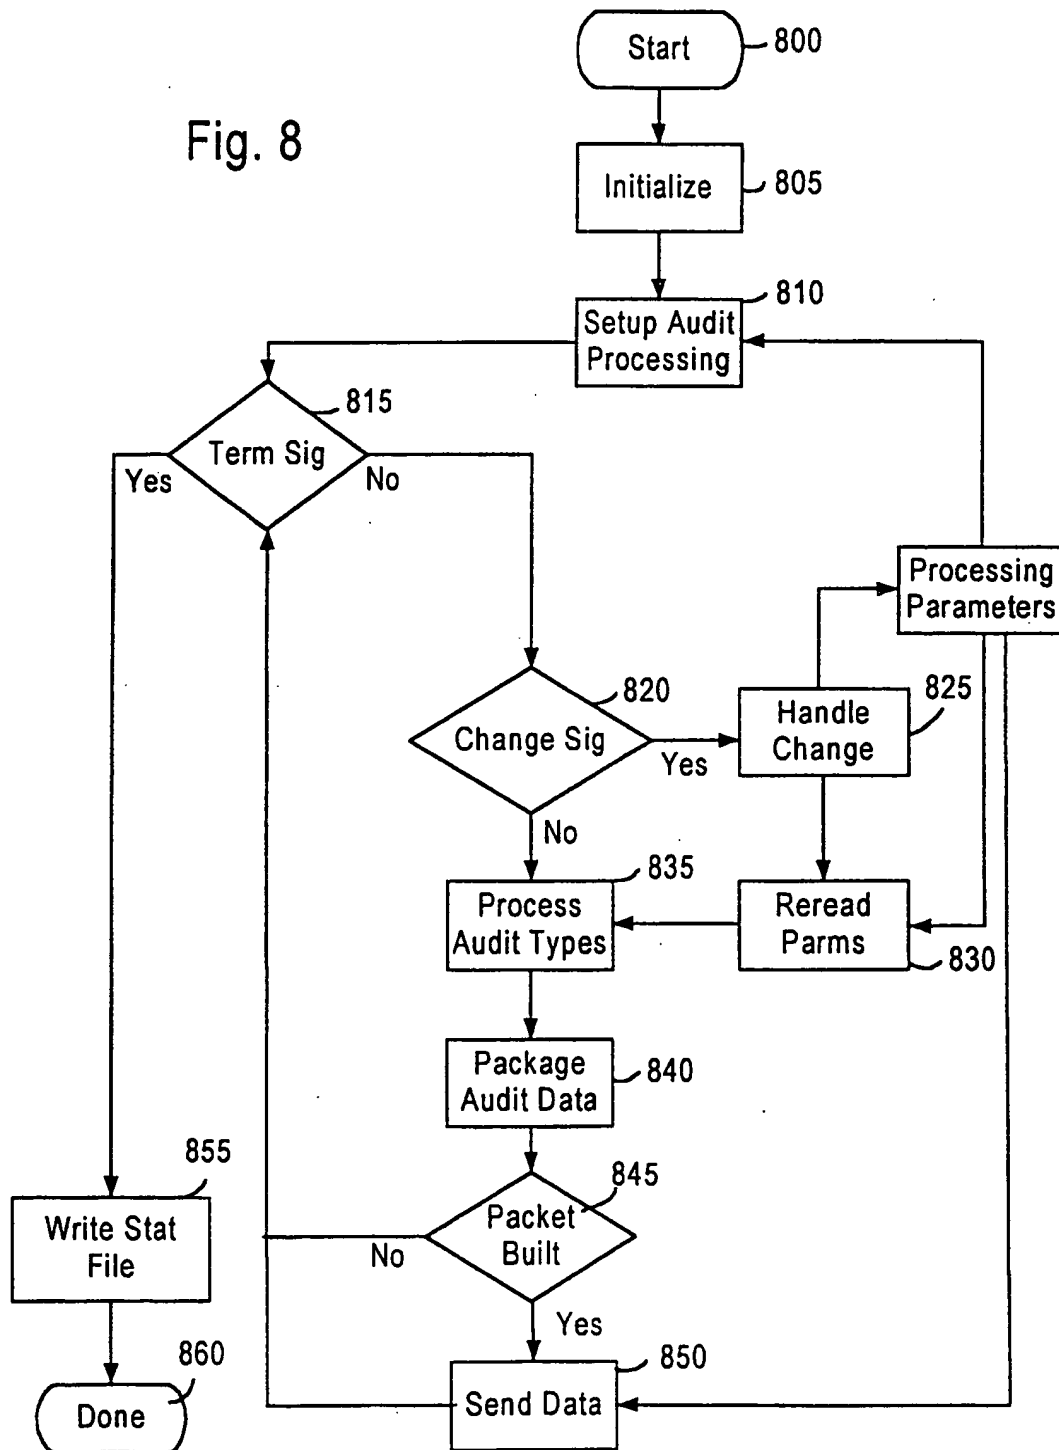 Start
800
Fig. 8
Initialize
805
810
Setup Audit
Processing
815
Term Sig
Yes
No
Processing
Parameters
820
Change Sig
Yes
No
825
Handle
Change
835
Process
Audit Types
Reread
Parms
830
Package
Audit Data
840
845
Packet
Built
No
Yes
855
Write Stat
File
850
Send Data
860
Done